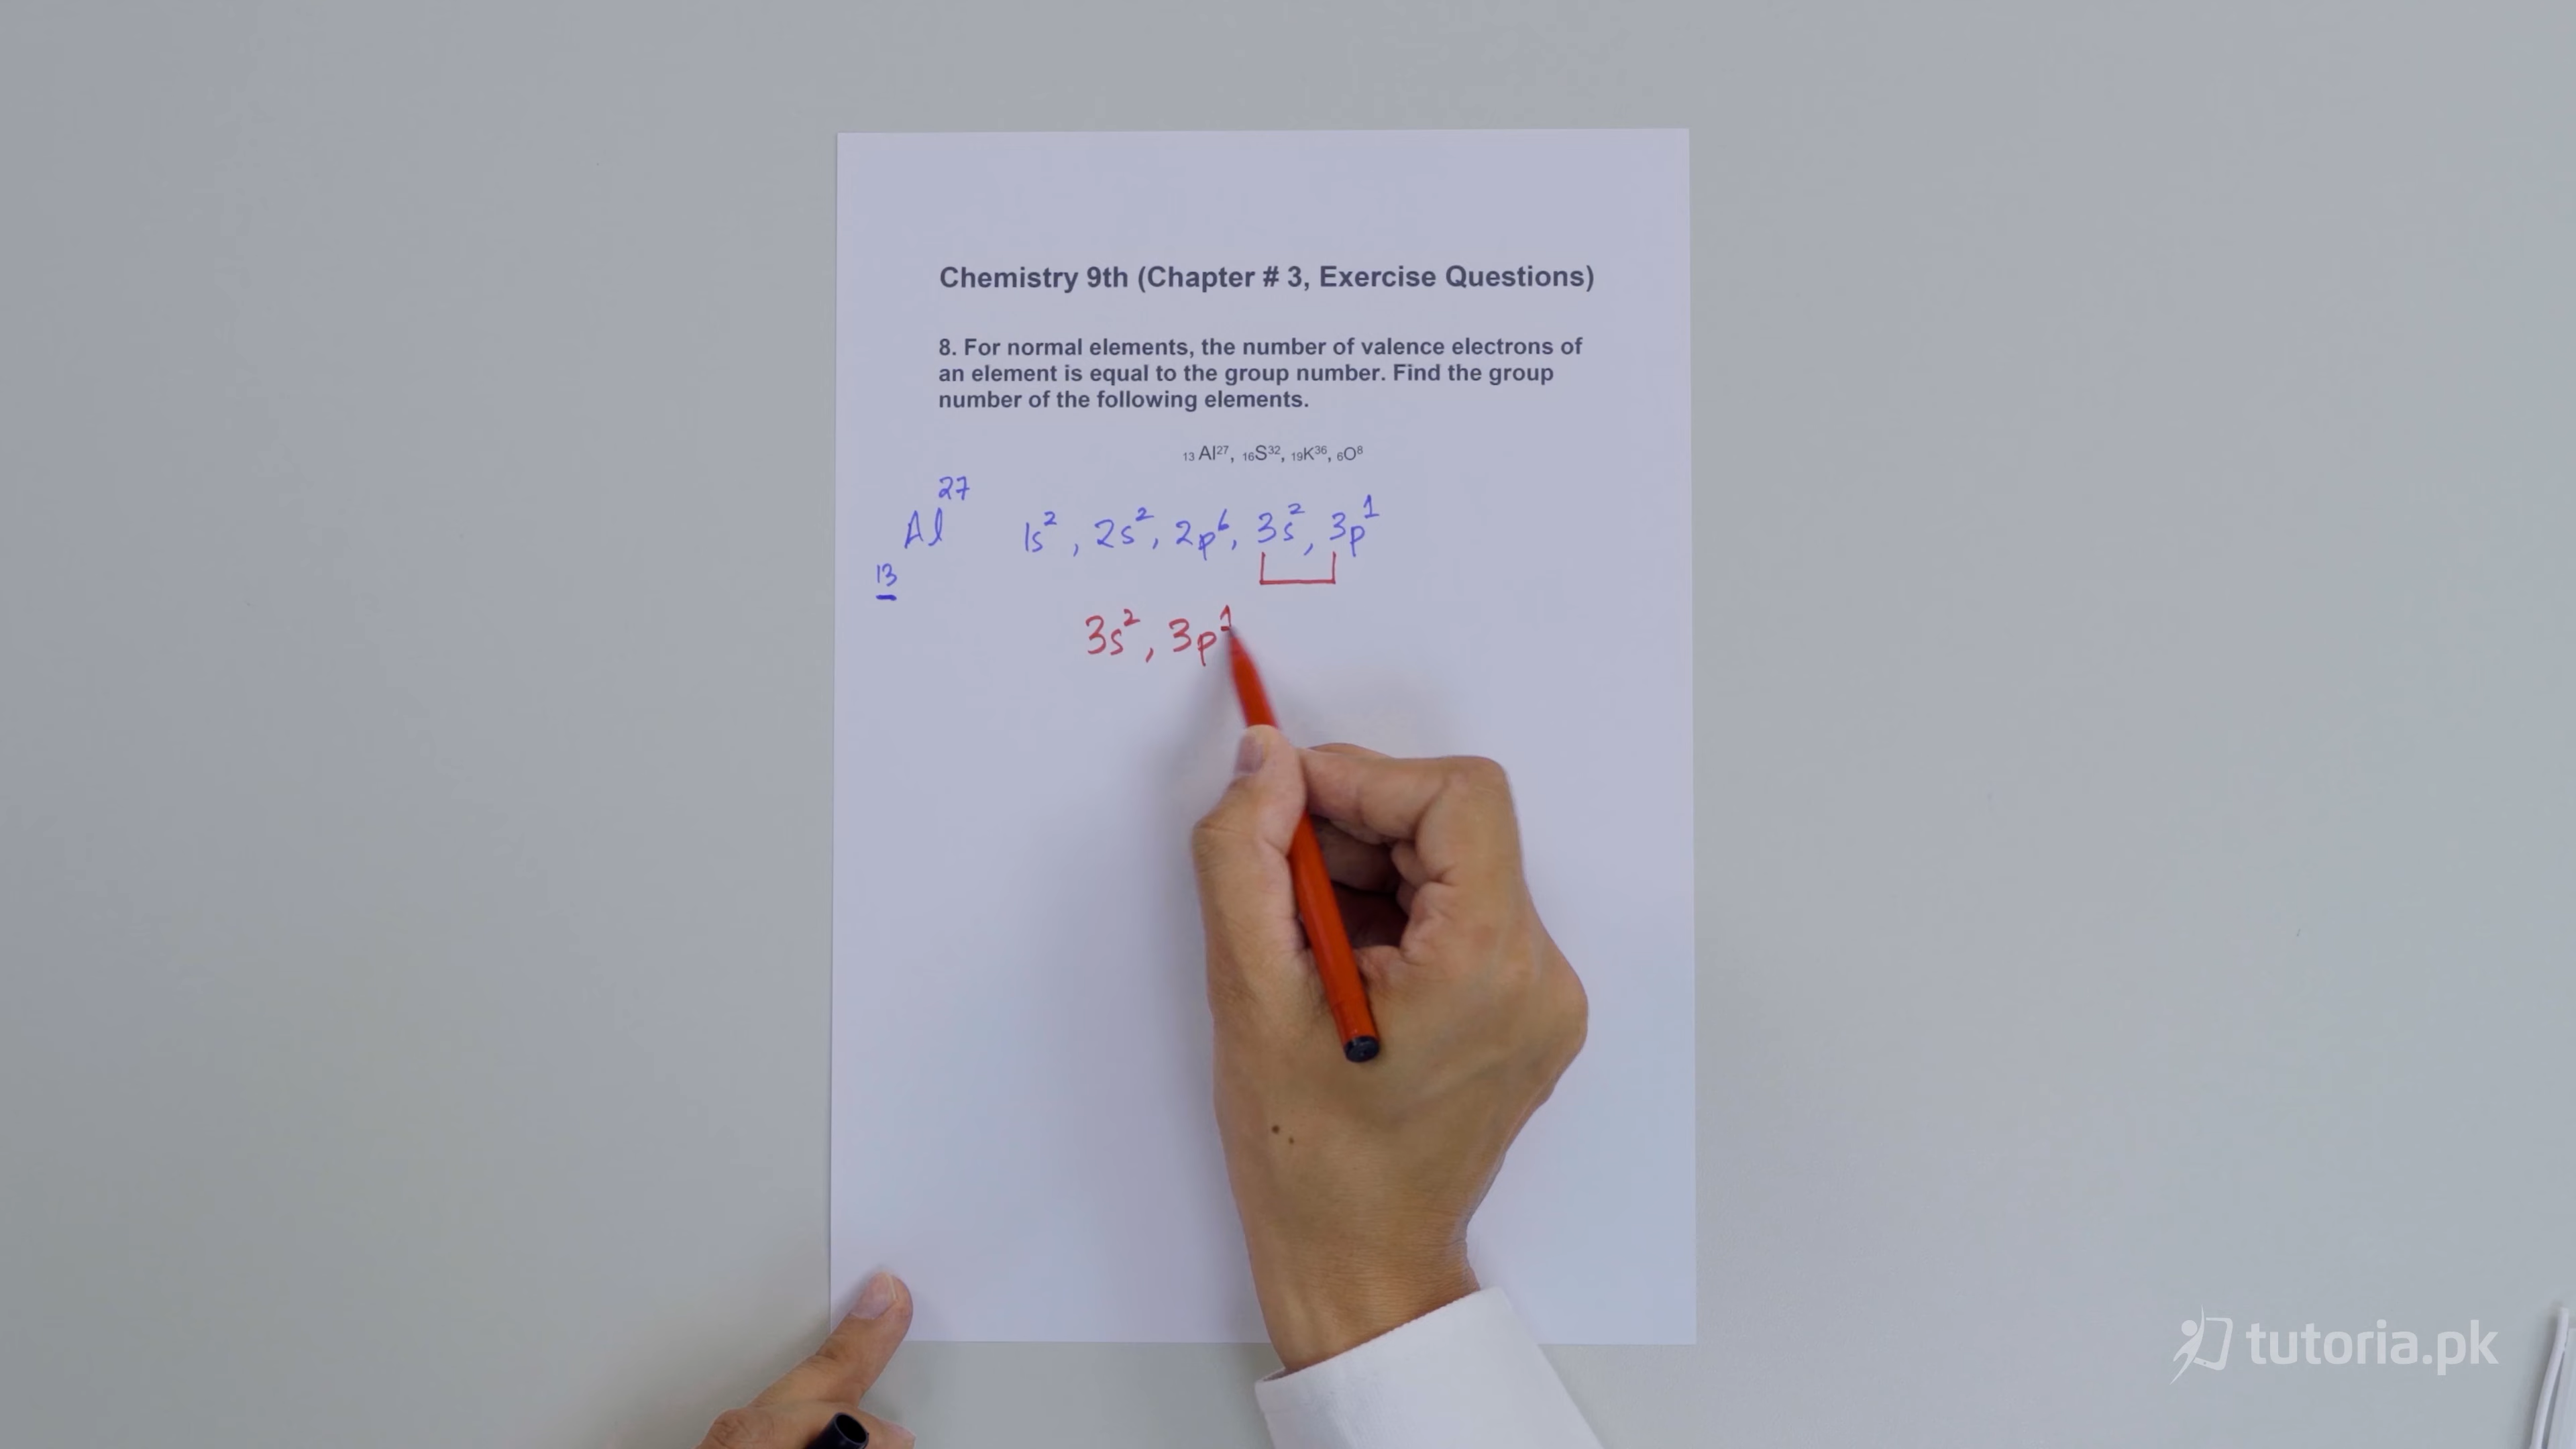 Chemistry 9th (Chapter # 3, Exercise Questions)
8. For normal elements, the number of valence electrons of
an element is equal to the group number. Find the group
number of the following elements.
₁₃ Al²⁷, ₁₆S³², ₁₉K³⁶, ₆O⁸
₁₃Al²⁷ 1s², 2s², 2p⁶, 3s², 3p¹
3s², 3p¹
tutoria.pk